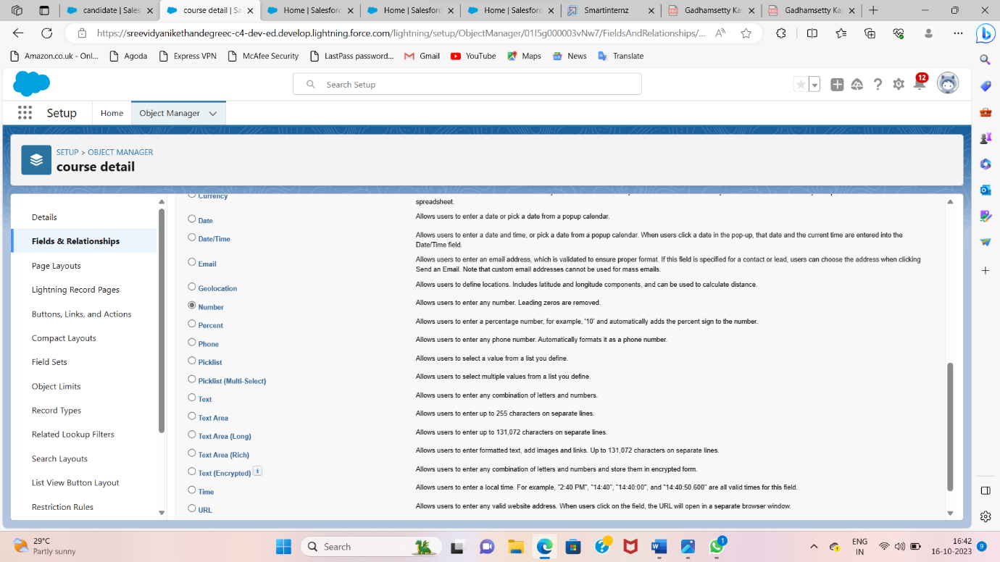 candidate | Sales
course detail | Sa
Home | Salesforc
Home | Salesforc
Home | Salesforc
Smartinternz
Gadhamsetty Ka
Gadhamsetty Ka
https://sreevidyanikethandegreec-c4-dev-ed.develop.lightning.force.com/lightning/setup/ObjectManager/01I5g000003vNw7/FieldsAndRelationships/...
Amazon.co.uk - Onl...
Agoda
Express VPN
McAfee Security
LastPass password...
Gmail
YouTube
Maps
News
Translate
Search Setup
12
Setup
Home
Object Manager
SETUP > OBJECT MANAGER
course detail
Details
Fields & Relationships
Page Layouts
Lightning Record Pages
Buttons, Links, and Actions
Compact Layouts
Field Sets
Object Limits
Record Types
Related Lookup Filters
Search Layouts
List View Button Layout
Restriction Rules
Currency
spreadsheet.
Date
Allows users to enter a date or pick a date from a popup calendar.
Date/Time
Allows users to enter a date and time, or pick a date from a popup calendar. When users click a date in the pop-up, that date and the current time are entered into the
Date/Time field.
Email
Allows users to enter an email address, which is validated to ensure proper format. If this field is specified for a contact or lead, users can choose the address when clicking
Send an Email. Note that custom email addresses cannot be used for mass emails.
Geolocation
Allows users to define locations. Includes latitude and longitude components, and can be used to calculate distance.
Number
Allows users to enter any number. Leading zeros are removed.
Percent
Allows users to enter a percentage number, for example, '10' and automatically adds the percent sign to the number.
Phone
Allows users to enter any phone number. Automatically formats it as a phone number.
Picklist
Allows users to select a value from a list you define.
Picklist (Multi-Select)
Allows users to select multiple values from a list you define.
Text
Allows users to enter any combination of letters and numbers.
Text Area
Allows users to enter up to 255 characters on separate lines.
Text Area (Long)
Allows users to enter up to 131,072 characters on separate lines.
Text Area (Rich)
Allows users to enter formatted text, add images and links. Up to 131,072 characters on separate lines.
Text (Encrypted) i
Allows users to enter any combination of letters and numbers and store them in encrypted form.
Time
Allows users to enter a local time. For example, "2:40 PM", "14:40", "14:40:00", and "14:40:50.600" are all valid times for this field.
URL
Allows users to enter any valid website address. When users click on the field, the URL will open in a separate browser window.
29°C
Partly sunny
Search
1
ENG
IN
16:42
16-10-2023
9